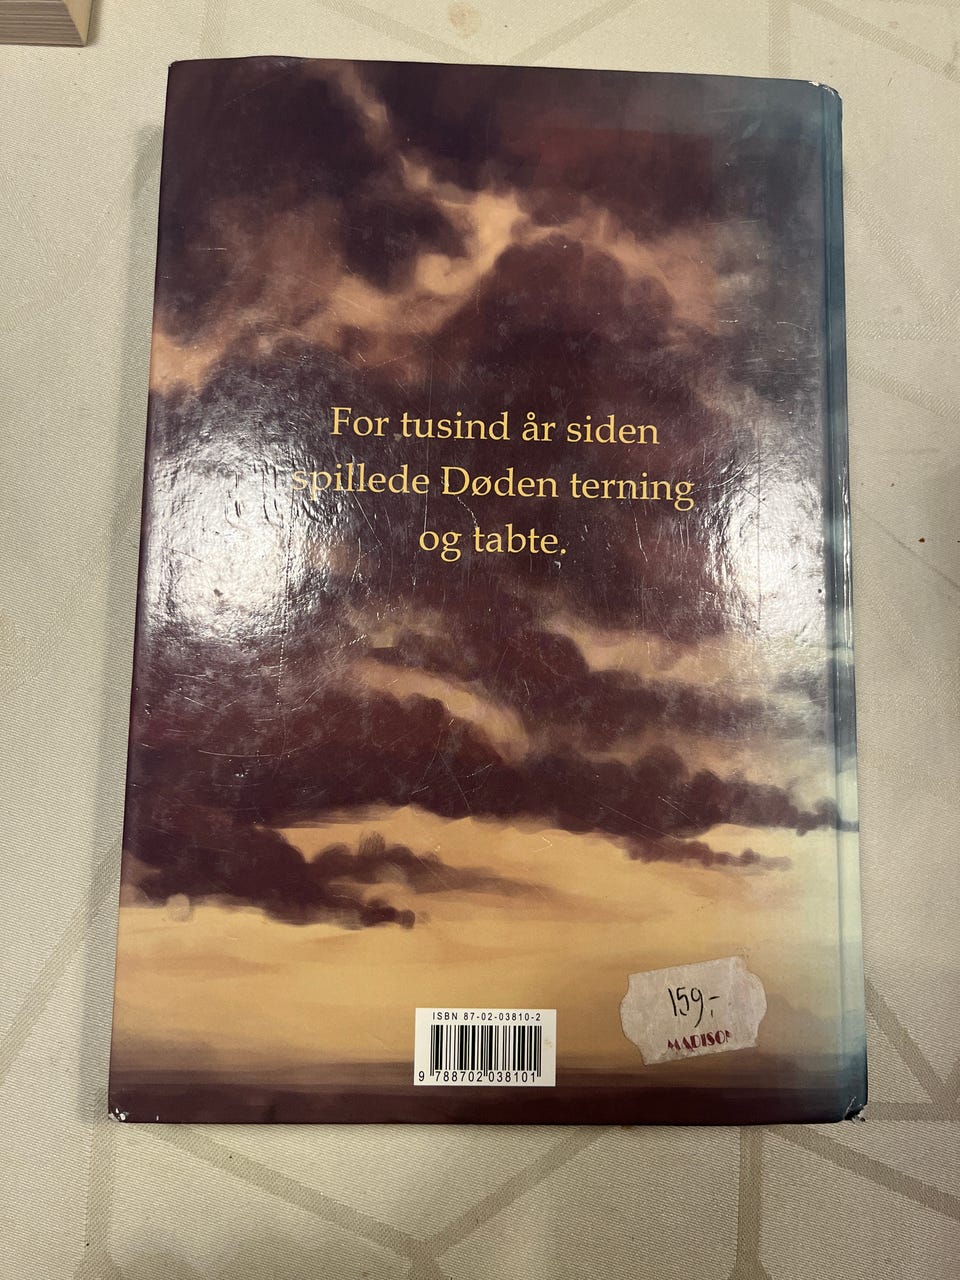 For tusind år siden
spillede Døden terning
og tabte.
159,-
MADISON
ISBN 87-02-03810-2
9 788702 038101